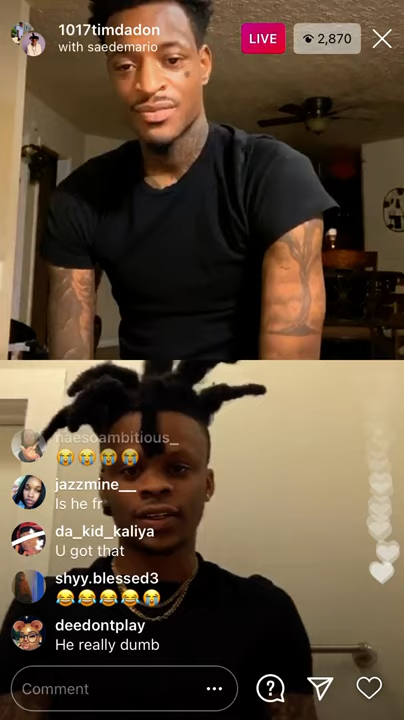 1017timdadon
with saedemario
LIVE
2,870
naesoambitious_
😭😭😭😭
jazzmine__
Is he fr
da_kid_kaliya
U got that
shyy.blessed3
😂😂😂😂😭
deedontplay
He really dumb
Comment